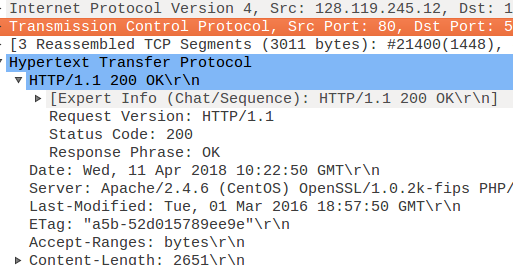 Internet Protocol Version 4, Src: 128.119.245.12, Dst: 1
Transmission Control Protocol, Src Port: 80, Dst Port: 5
[3 Reassembled TCP Segments (3011 bytes): #21400(1448),
Hypertext Transfer Protocol
HTTP/1.1 200 OK\r\n
[Expert Info (Chat/Sequence): HTTP/1.1 200 OK\r\n]
Request Version: HTTP/1.1
Status Code: 200
Response Phrase: OK
Date: Wed, 11 Apr 2018 10:22:50 GMT\r\n
Server: Apache/2.4.6 (CentOS) OpenSSL/1.0.2k-fips PHP/
Last-Modified: Tue, 01 Mar 2016 18:57:50 GMT\r\n
ETag: "a5b-52d015789ee9e"\r\n
Accept-Ranges: bytes\r\n
Content-Length: 2651\r\n